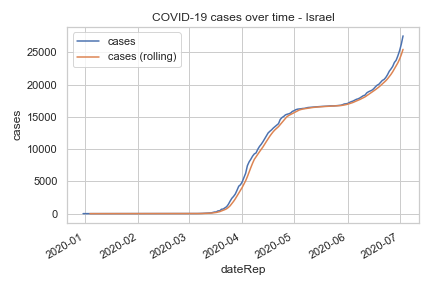 COVID-19 cases over time - Israel
cases
cases (rolling)
25000
20000
15000
10000
5000
0
cases
2020-01
2020-02
2020-03
2020-04
2020-05
2020-06
2020-07
dateRep